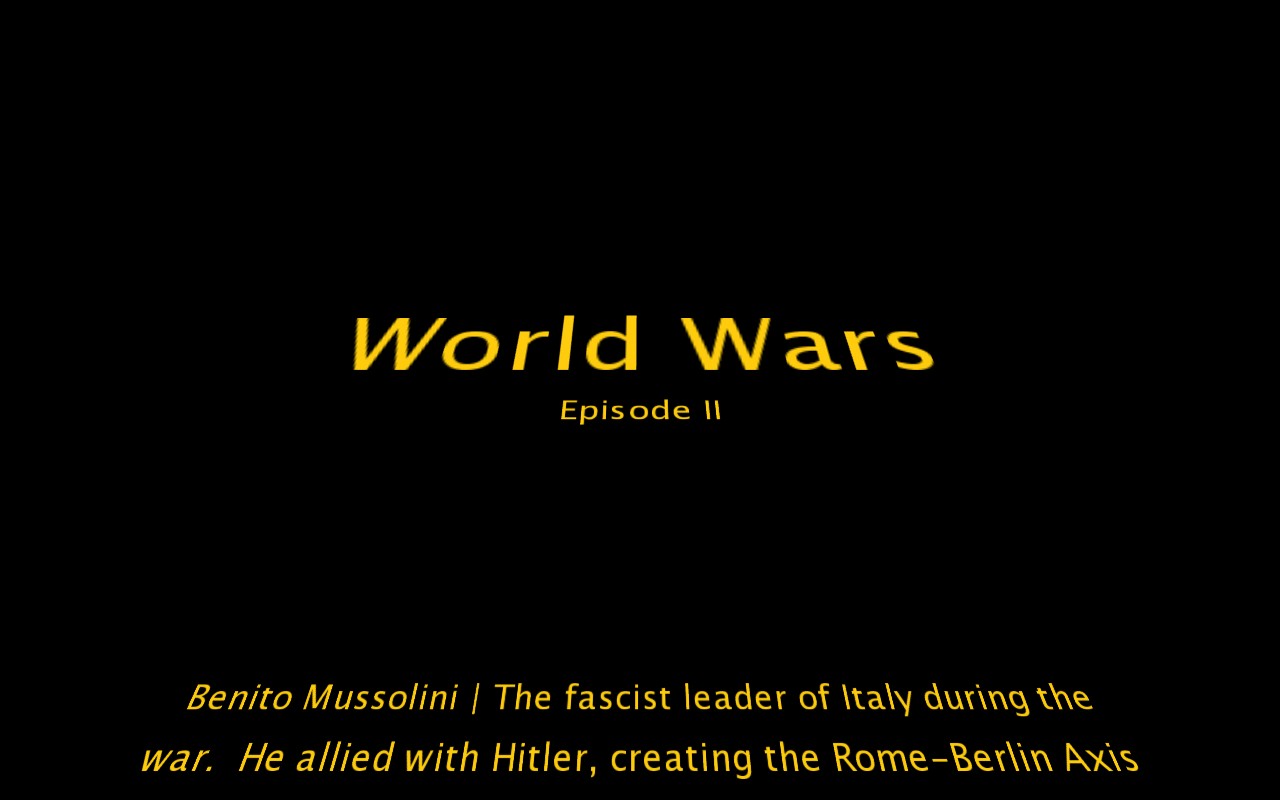 World Wars
Episode II
Benito Mussolini | The fascist leader of Italy during the
war.  He allied with Hitler, creating the Rome-Berlin Axis